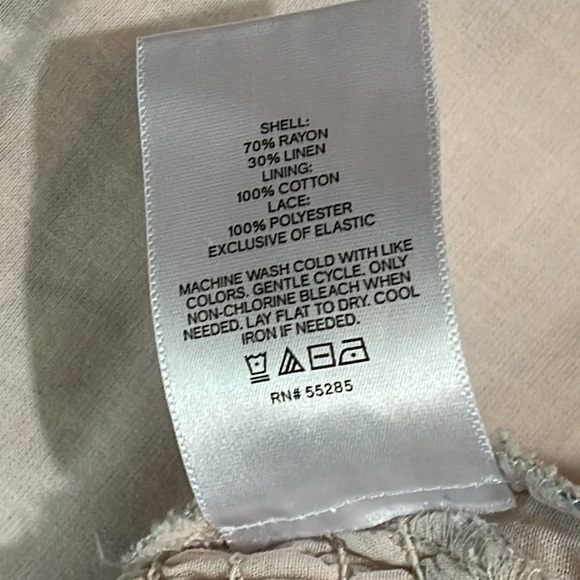 SHELL:
70% RAYON
30% LINEN
LINING:
100% COTTON
LACE:
100% POLYESTER
EXCLUSIVE OF ELASTIC
MACHINE WASH COLD WITH LIKE
COLORS. GENTLE CYCLE. ONLY
NON-CHLORINE BLEACH WHEN
NEEDED. LAY FLAT TO DRY. COOL
IRON IF NEEDED.
RN# 55285